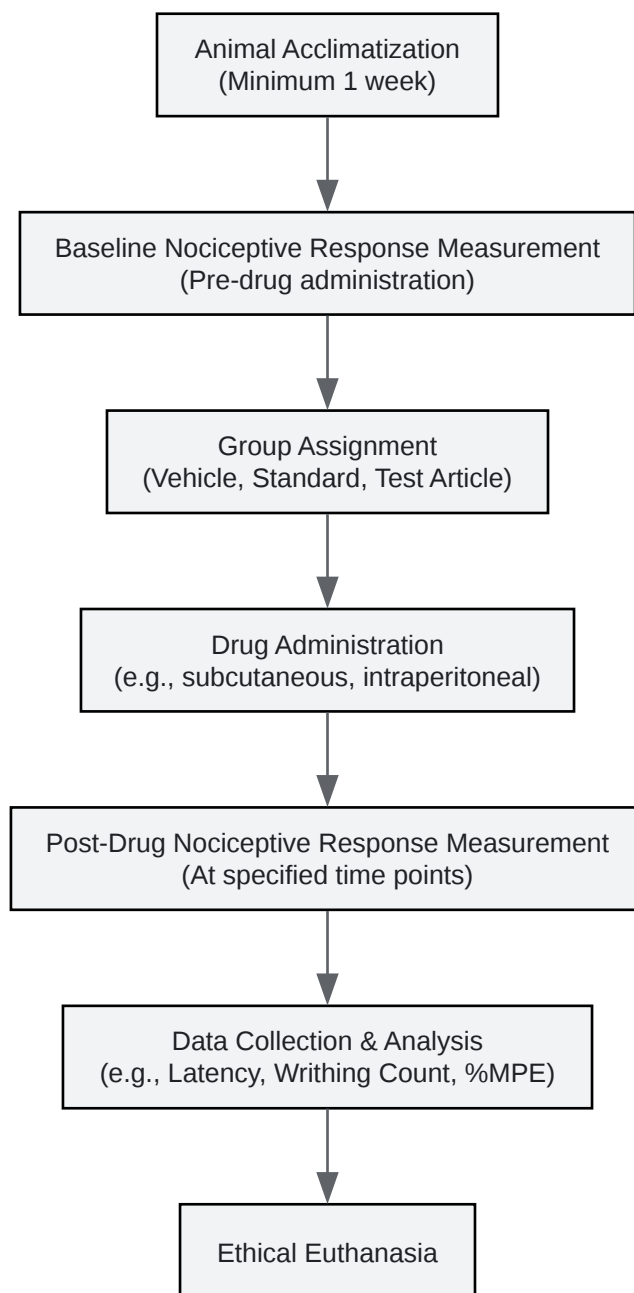 Animal Acclimatization
(Minimum 1 week)
Baseline Nociceptive Response Measurement
(Pre-drug administration)
Group Assignment
(Vehicle, Standard, Test Article)
Drug Administration
(e.g., subcutaneous, intraperitoneal)
Post-Drug Nociceptive Response Measurement
(At specified time points)
Data Collection & Analysis
(e.g., Latency, Writhing Count, %MPE)
Ethical Euthanasia